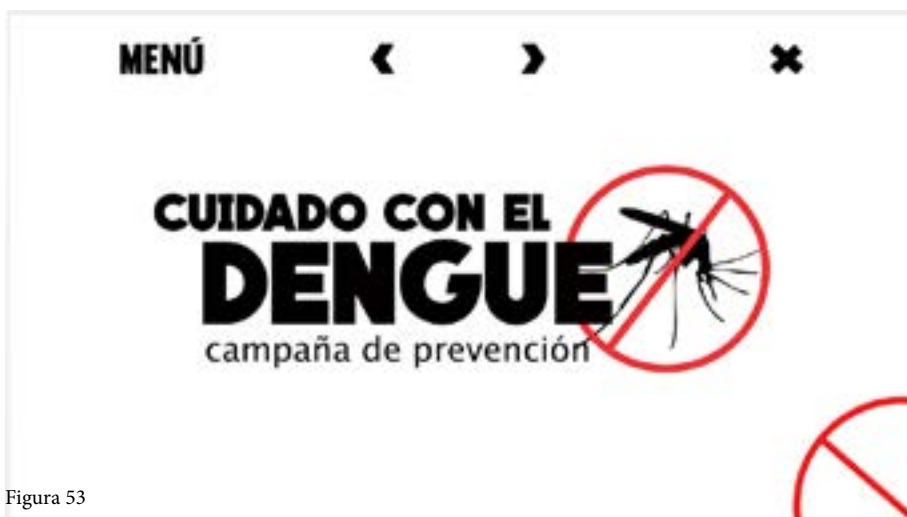 MENÚ
CUIDADO CON EL
DENGUE
campaña de prevención
Figura 53